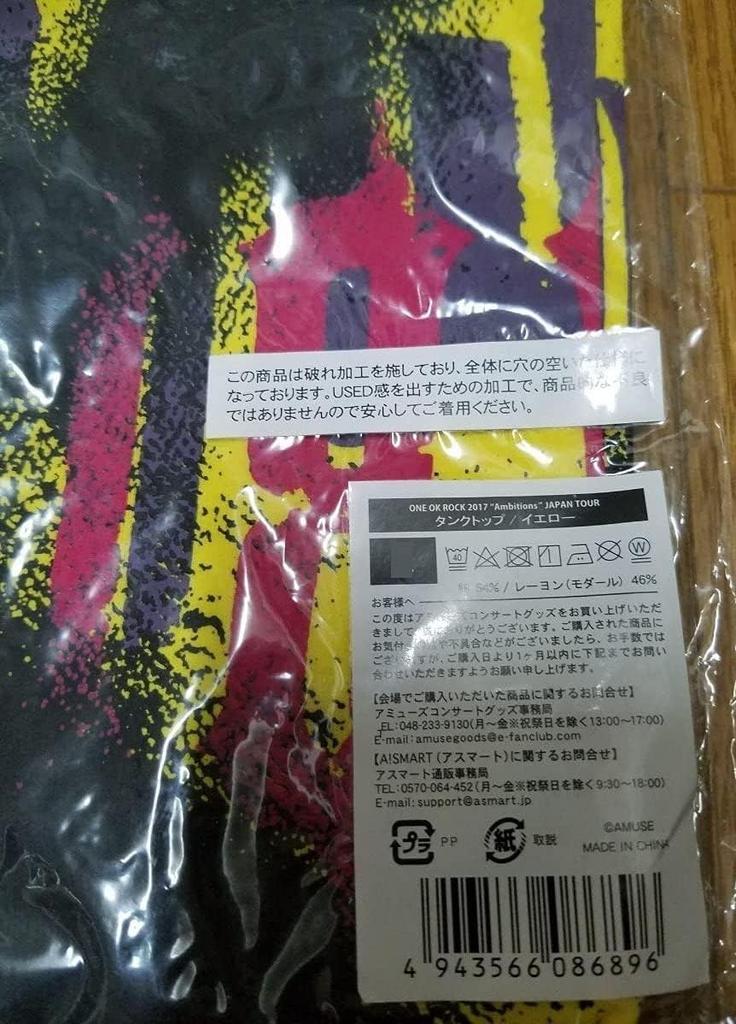 この商品は破れ加工を施しており、全体に穴の空いた仕様に
なっております。USED感を出すための加工で、商品的な不良
ではありませんので安心してご着用ください。
ONE OK ROCK 2017 "Ambitions" JAPAN TOUR
タンクトップ / イエロー
40
W
54% / レーヨン(モダール) 46%
お客様へ
この度はアミューズコンサートグッズをお買い上げいただ
きましてありがとうございます。ご購入された商品に
お気付きや不具合などがございましたら、お手数では
ございますが、ご購入日より1ヶ月以内に下記までお問い
合わせいただきますようお願い申し上げます。
【会場でご購入いただいた商品に関するお問合せ】
アミューズコンサートグッズ事務局
TEL:048-233-9130(月〜金※祝祭日を除く13:00〜17:00)
E-mail:amusegoods@e-fanclub.com
【A!SMART(アスマート)に関するお問合せ】
アスマート通販事務局
TEL:0570-064-452(月〜金※祝祭日を除く9:30〜18:00)
E-mail:support@asmart.jp
プラ PP 紙 取説
©AMUSE
MADE IN CHINA
4 943566 086896